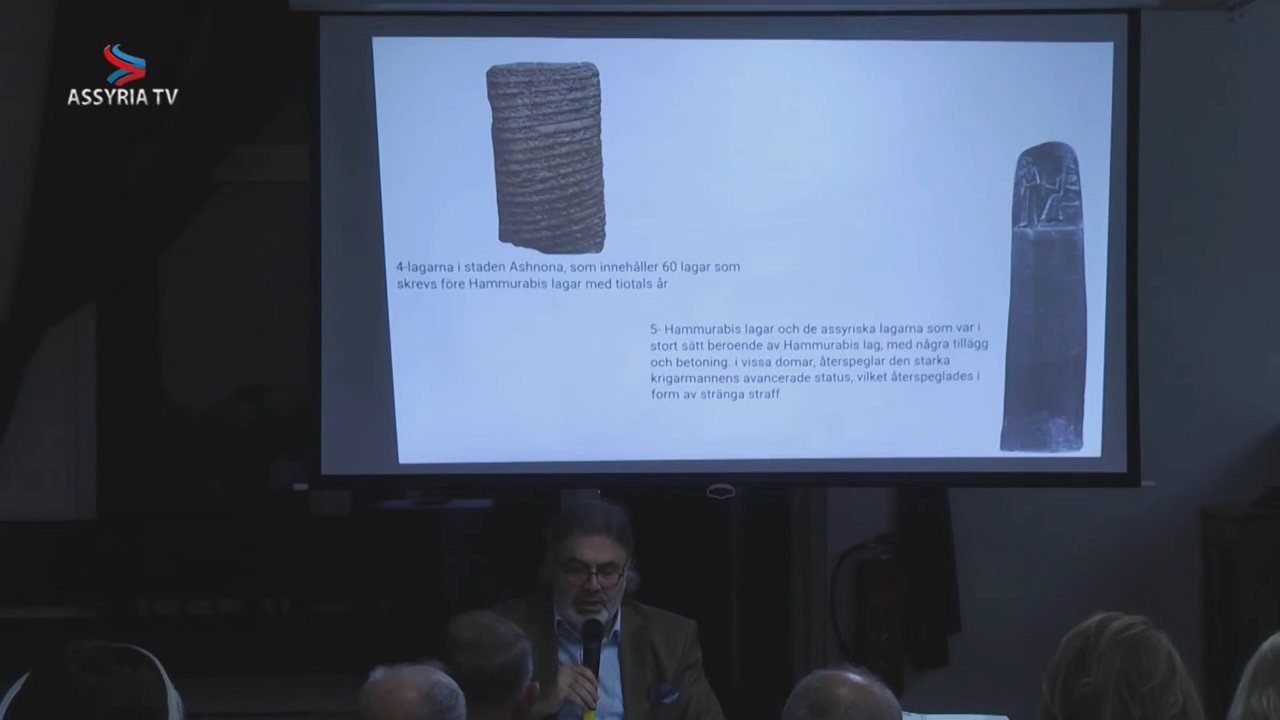 ASSYRIA TV
4-lagarna i staden Ashnona, som innehåller 60 lagar som
skrevs före Hammurabis lagar med tiotals år.
5- Hammurabis lagar och de assyriska lagarna som var i
stort sätt beroende av Hammurabis lag, med några tillägg
och betoning. i vissa domar, återspeglar den starka
krigarmannens avancerade status, vilket återspeglades i
form av stränga straff